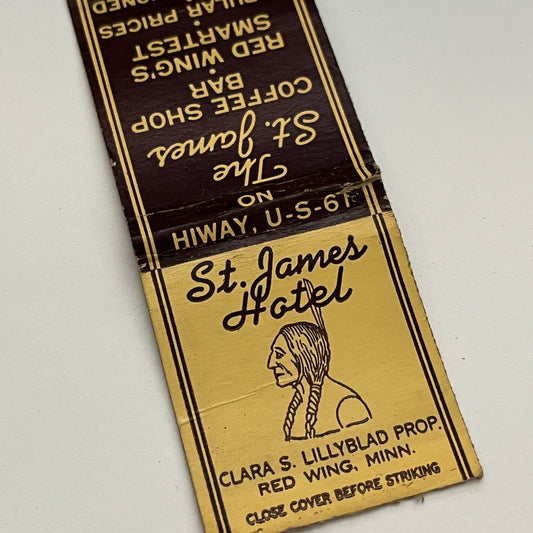 St. James
Hotel
CLARA S. LILLYBLAD PROP.
RED WING, MINN.
CLOSE COVER BEFORE STRIKING
HIWAY, U-S-61
ON
The
St. James
COFFEE SHOP
BAR
•
RED WING'S
SMARTEST
•
PRICES